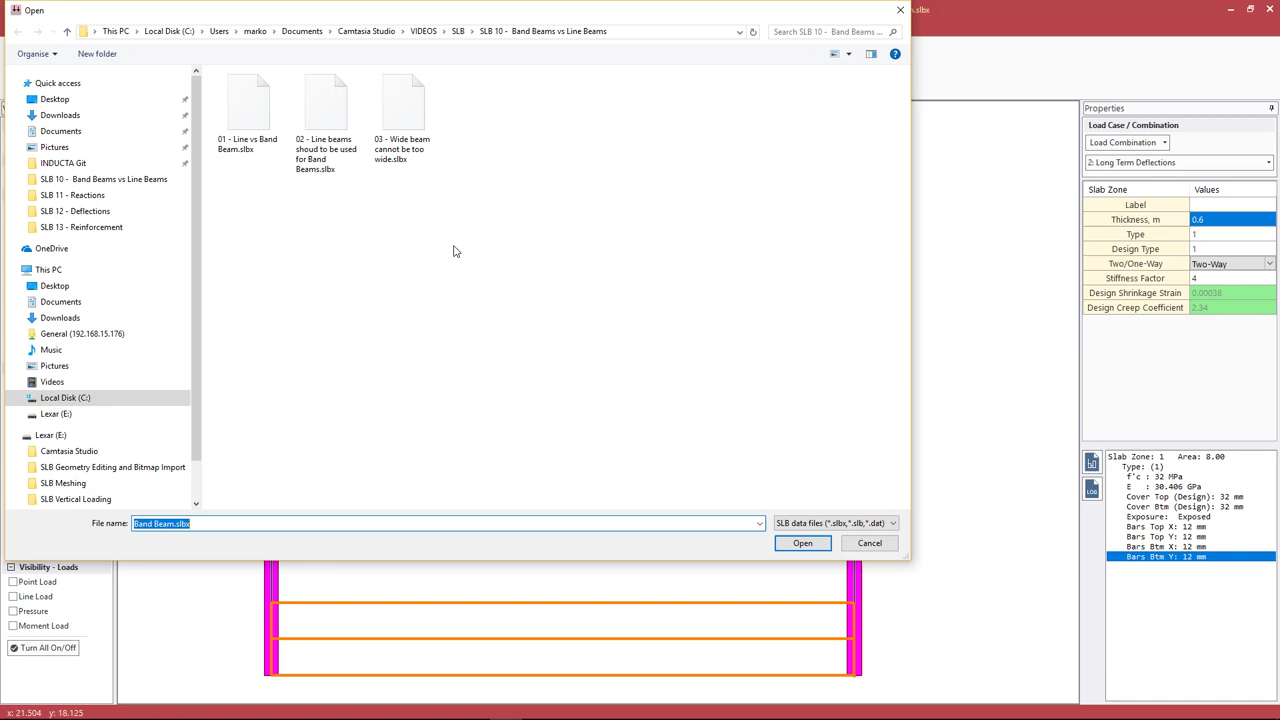 Open
m.slbx
This PC > Local Disk (C:) > Users > marko > Documents > Camtasia Studio > VIDEOS > SLB > SLB 10 -  Band Beams vs Line Beams
Search SLB 10 -  Band Beams ...
Organise
New folder
Quick access
Desktop
Downloads
Documents
Pictures
INDUCTA Git
SLB 10 -  Band Beams vs Line Beams
SLB 11 - Reactions
SLB 12 - Deflections
SLB 13 - Reinforcement
OneDrive
This PC
Desktop
Documents
Downloads
General (192.168.15.176)
Music
Pictures
Videos
Local Disk (C:)
Lexar (E:)
Lexar (E:)
Camtasia Studio
SLB Geometry Editing and Bitmap Import
SLB Meshing
SLB Vertical Loading
01 - Line vs Band
Beam.slbx
02 - Line beams
shoud to be used
for Band
Beams.slbx
03 - Wide beam
cannot be too
wide.slbx
File name:
Band Beam.slbx
SLB data files (*.slbx,*.slb,*.dat)
Open
Cancel
Visibility - Loads
Point Load
Line Load
Pressure
Moment Load
Turn All On/Off
x: 21.504  y: 18.125
Properties
Load Case / Combination
Load Combination
2: Long Term Deflections
Slab Zone
Values
Label
Thickness, m
0.6
Type
1
Design Type
1
Two/One-Way
Two-Way
Stiffness Factor
4
Design Shrinkage Strain
0.00038
Design Creep Coefficient
2.34
LOG
Slab Zone: 1   Area: 8.00
Type: (1)
f'c : 32 MPa
E   : 30.406 GPa
Cover Top (Design): 32 mm
Cover Btm (Design): 32 mm
Exposure:  Exposed
Bars Top X: 12 mm
Bars Top Y: 12 mm
Bars Btm X: 12 mm
Bars Btm Y: 12 mm